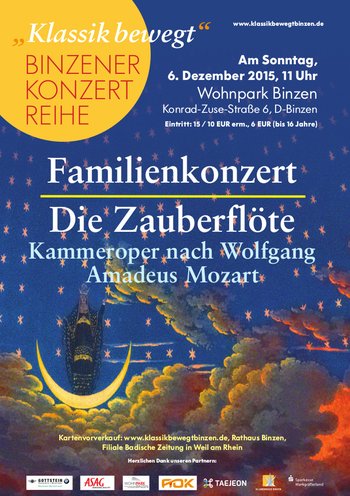 www.klassikbewegtbinzen.de
„Klassik bewegt“
BINZENER
KONZERT
REIHE
Am Sonntag,
6. Dezember 2015, 11 Uhr
Wohnpark Binzen
Konrad-Zuse-Straße 6, D-Binzen
Eintritt: 15 / 10 EUR erm., 6 EUR (bis 16 Jahre)
Familienkonzert
Die Zauberflöte
Kammeroper nach Wolfgang
Amadeus Mozart
Kartenvorverkauf: www.klassikbewegtbinzen.de, Rathaus Binzen,
Filiale Badische Zeitung in Weil am Rhein
Herzlichen Dank unseren Partnern:
GOTTSTEIN
ASAG
TAEJEON
Sparkasse
Markgräflerland